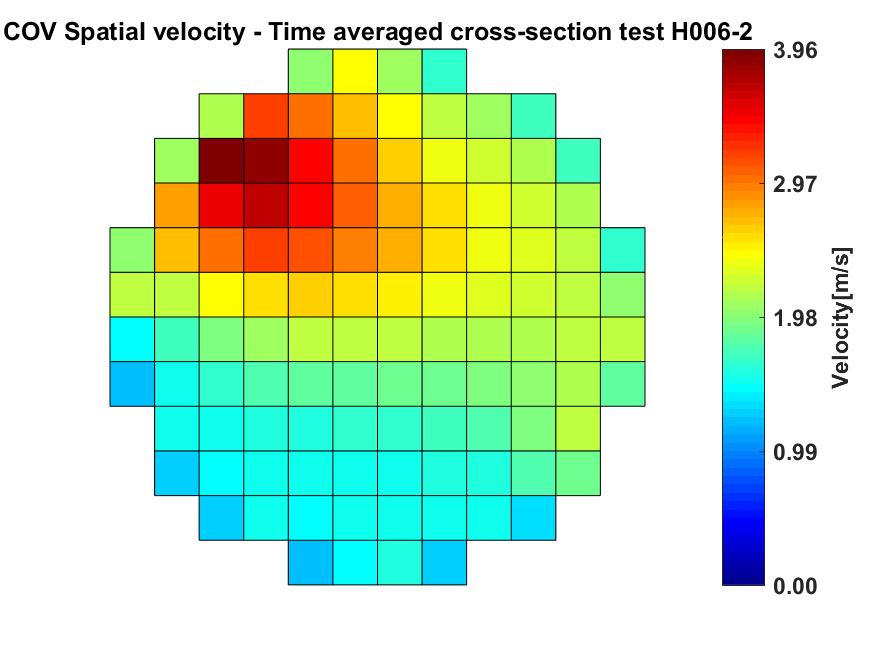 COV Spatial velocity - Time averaged cross-section test H006-2
3.96
2.97
1.98
0.99
0.00
Velocity[m/s]